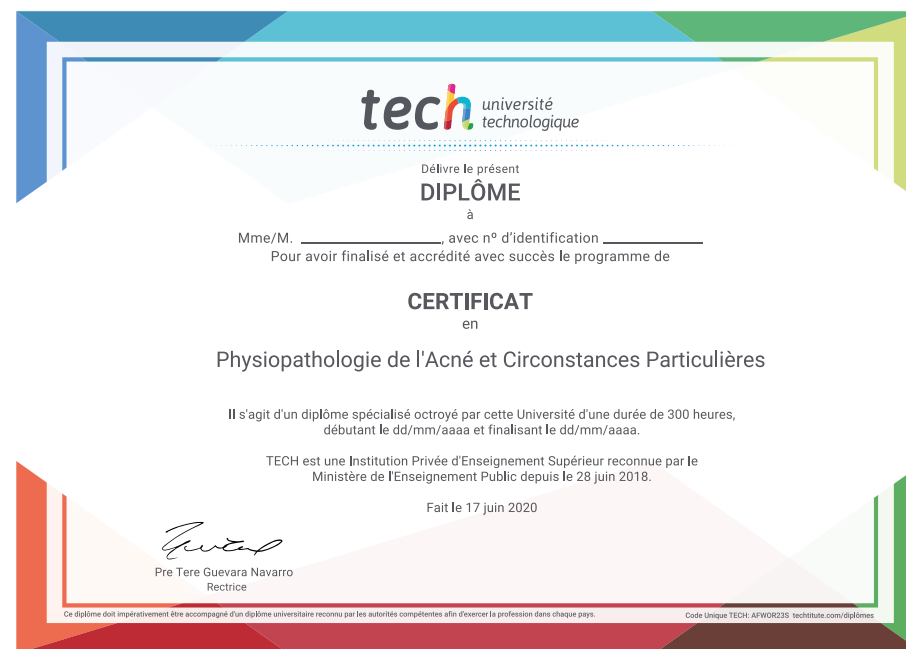 tech université
technologique
Délivre le présent
DIPLÔME
à
Mme/M. ____________________, avec nº d'identification ______________
Pour avoir finalisé et accrédité avec succès le programme de
CERTIFICAT
en
Physiopathologie de l'Acné et Circonstances Particulières
Il s'agit d'un diplôme spécialisé octroyé par cette Université d'une durée de 300 heures,
débutant le dd/mm/aaaa et finalisant le dd/mm/aaaa.
TECH est une Institution Privée d'Enseignement Supérieur reconnue par le
Ministère de l'Enseignement Public depuis le 28 juin 2018.
Fait le 17 juin 2020
Pre Tere Guevara Navarro
Rectrice
Ce diplôme doit impérativement être accompagné d'un diplôme universitaire reconnu par les autorités compétentes afin d'exercer la profession dans chaque pays.
Code Unique TECH: AFWOR23S techtitute.com/diplômes